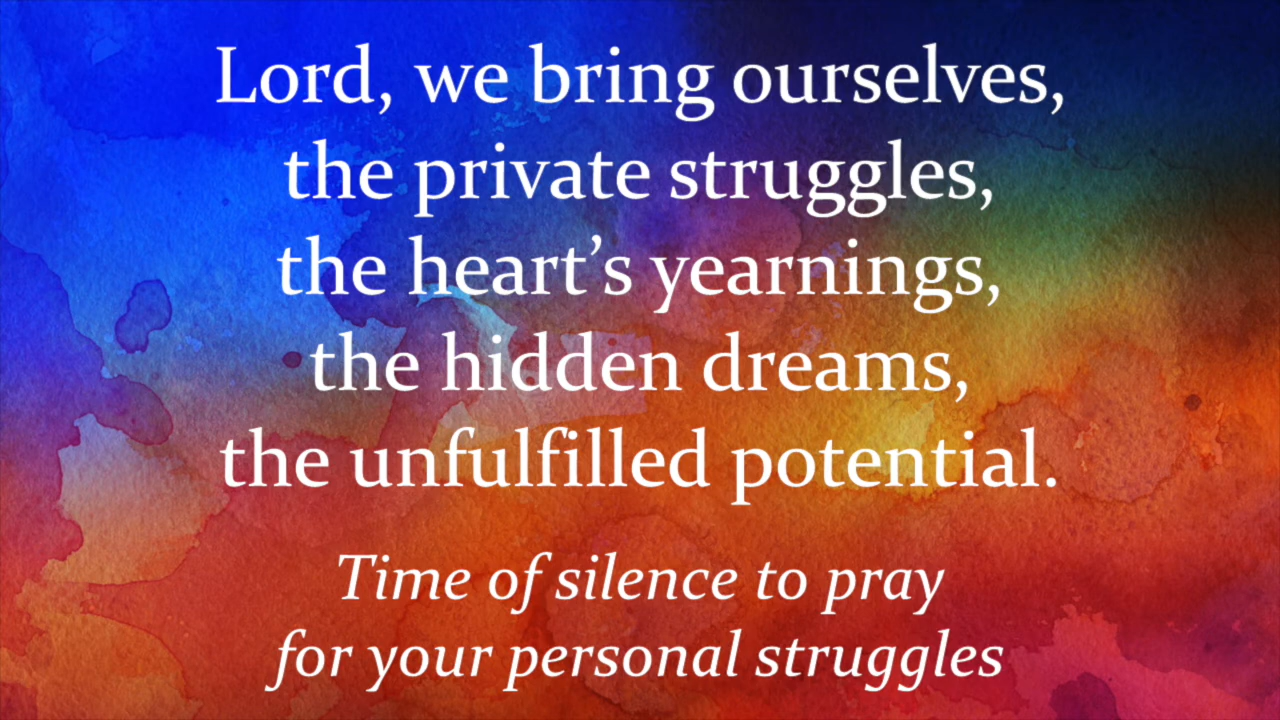 Lord, we bring ourselves,
the private struggles,
the heart’s yearnings,
the hidden dreams,
the unfulfilled potential.
Time of silence to pray
for your personal struggles